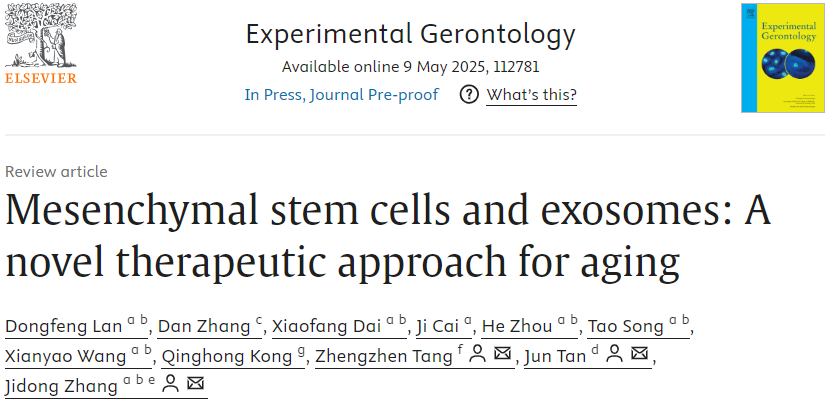 ELSEVIER
Experimental Gerontology
Available online 9 May 2025, 112781
In Press, Journal Pre-proof ? What's this?
Experimental
Gerontology
Review article
Mesenchymal stem cells and exosomes: A
novel therapeutic approach for aging
Dongfeng Lan a b, Dan Zhang c, Xiaofang Dai a b, Ji Cai a, He Zhou a b, Tao Song a b,
Xianyao Wang a b, Qinghong Kong g, Zhengzhen Tang f, Jun Tan d,
Jidong Zhang a b e